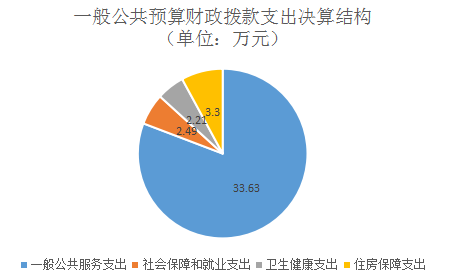 一般公共预算财政拨款支出决算结构
（单位：万元）
3.3
2.21
2.49
33.63
一般公共服务支出 社会保障和就业支出 卫生健康支出 住房保障支出